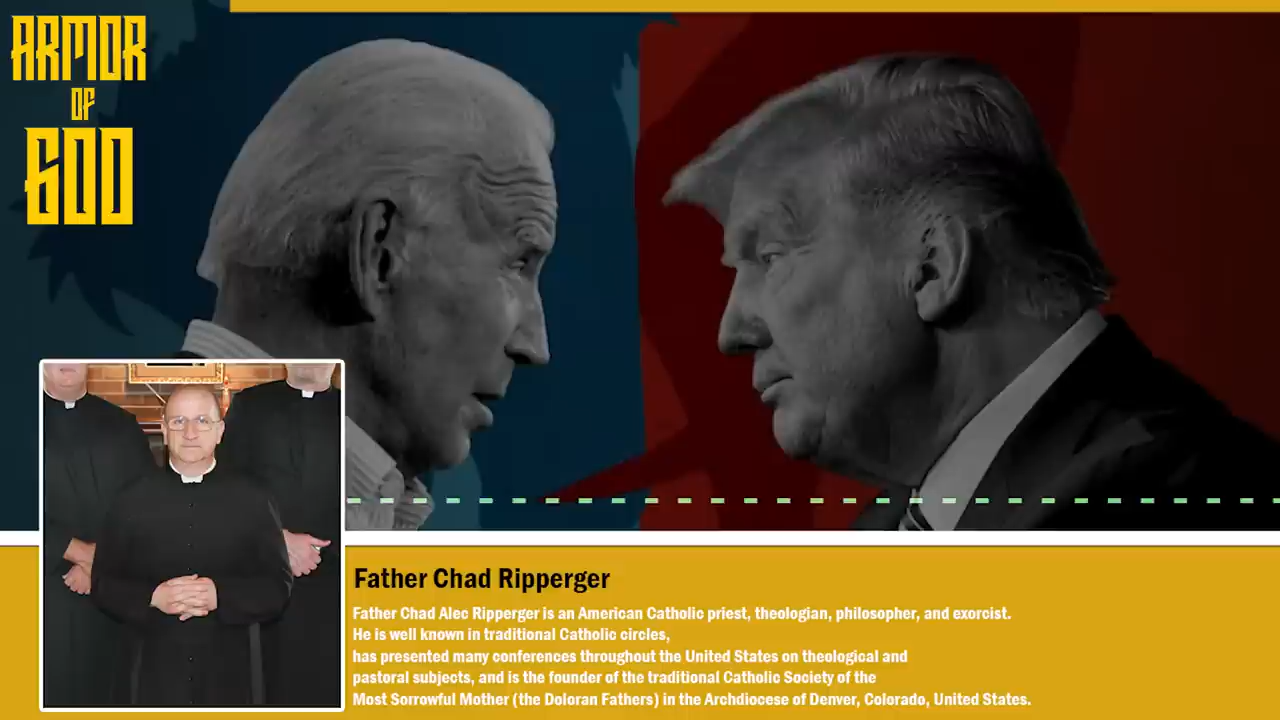 ARMOR
OF
GOD
Father Chad Ripperger
Father Chad Alec Ripperger is an American Catholic priest, theologian, philosopher, and exorcist.
He is well known in traditional Catholic circles,
has presented many conferences throughout the United States on theological and
pastoral subjects, and is the founder of the traditional Catholic Society of the
Most Sorrowful Mother (the Doloran Fathers) in the Archdiocese of Denver, Colorado, United States.